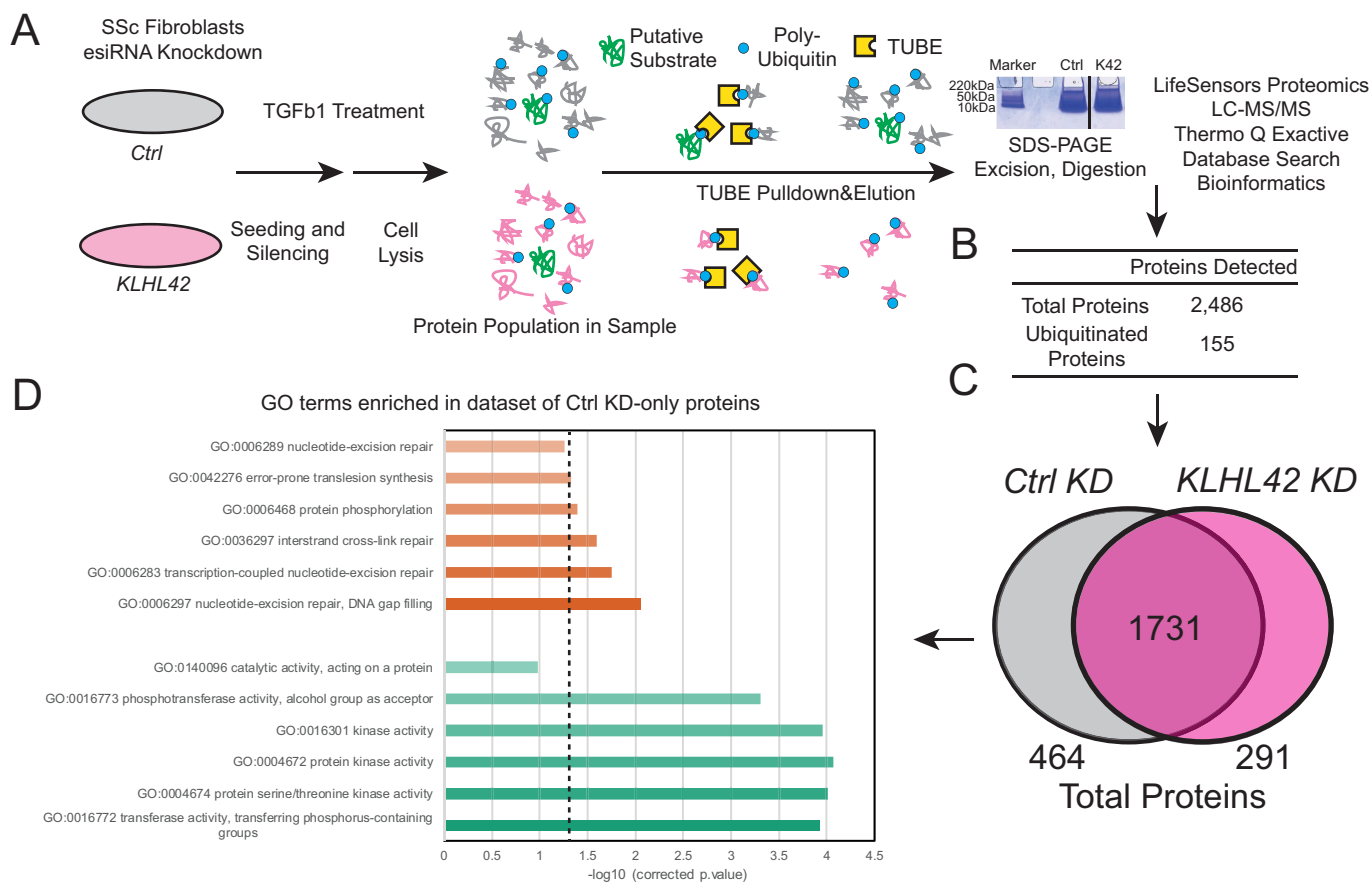 A
SSc Fibroblasts
esiRNA Knockdown
Ctrl
KLHL42
TGFb1 Treatment
Seeding and
Silencing
Cell
Lysis
Putative
Substrate
Poly-
Ubiquitin
TUBE
Protein Population in Sample
TUBE Pulldown&Elution
Marker Ctrl K42
220kDa
50kDa
10kDa
SDS-PAGE
Excision, Digestion
LifeSensors Proteomics
LC-MS/MS
Thermo Q Exactive
Database Search
Bioinformatics
B
Proteins Detected
Total Proteins 2,486
Ubiquitinated
Proteins
155
C
Ctrl KD KLHL42 KD
1731
464 291
Total Proteins
D
GO terms enriched in dataset of Ctrl KD-only proteins
GO:0006289 nucleotide-excision repair
GO:0042276 error-prone translesion synthesis
GO:0006468 protein phosphorylation
GO:0036297 interstrand cross-link repair
GO:0006283 transcription-coupled nucleotide-excision repair
GO:0006297 nucleotide-excision repair, DNA gap filling
GO:0140096 catalytic activity, acting on a protein
GO:0016773 phosphotransferase activity, alcohol group as acceptor
GO:0016301 kinase activity
GO:0004672 protein kinase activity
GO:0004674 protein serine/threonine kinase activity
GO:0016772 transferase activity, transferring phosphorus-containing
groups
0 0.5 1 1.5 2 2.5 3 3.5 4 4.5
-log10 (corrected p.value)